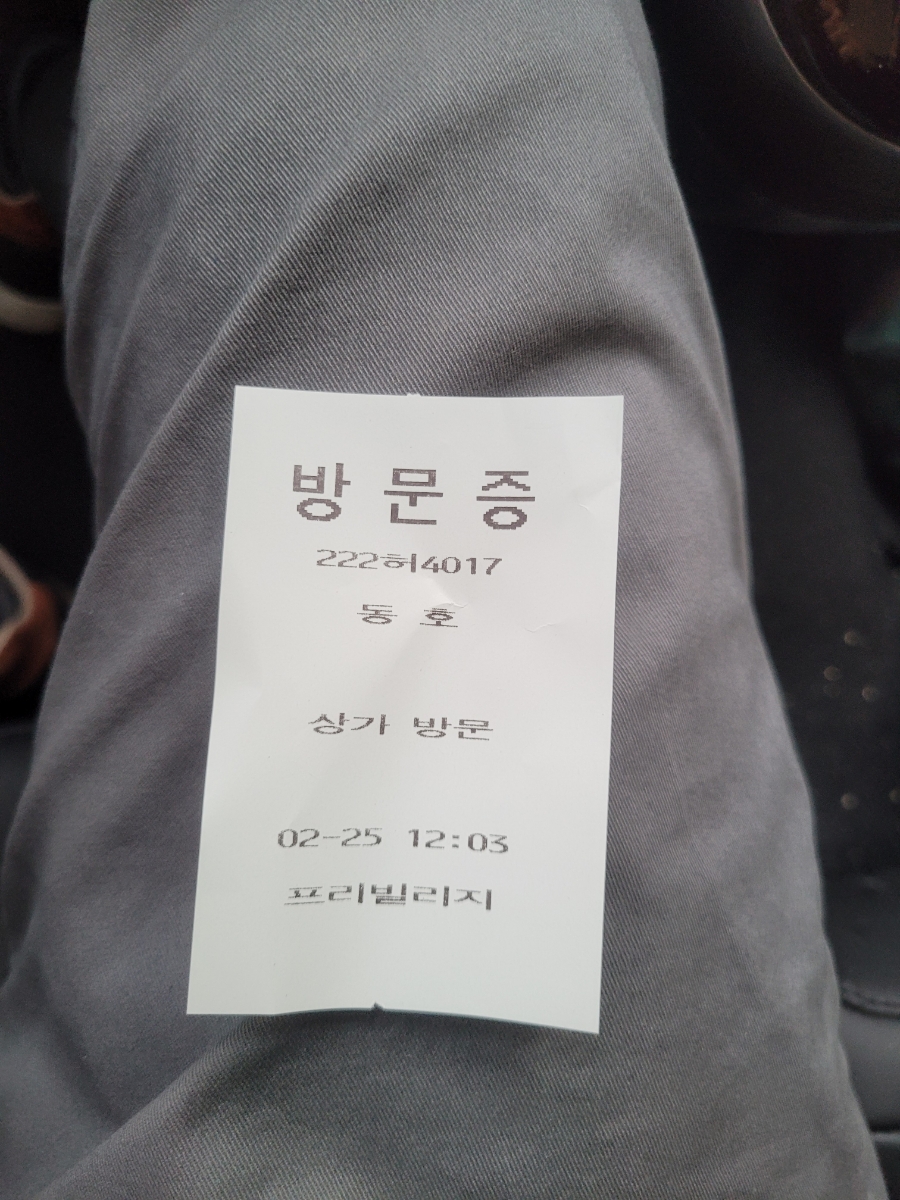 방 문 증
222허4017
동 호
상가 방문
02-25 12:03
프리빌리지